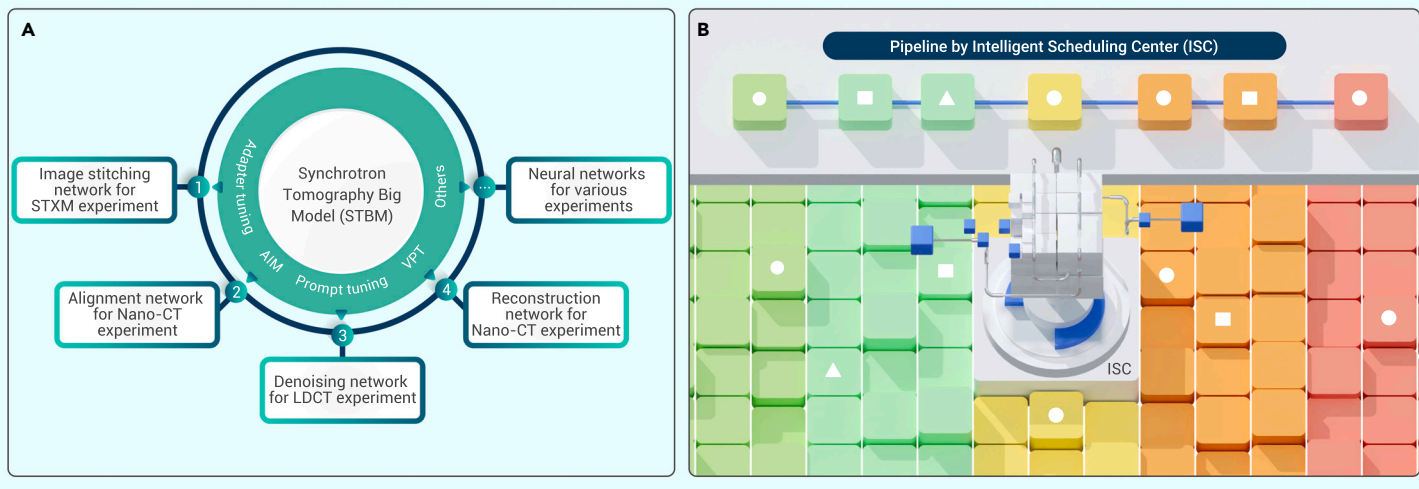 A
Synchrotron
Tomography Big
Model (STBM)
Adapter tuning
AIM
Prompt tuning
VPT
Others
1
Image stitching
network for
STXM experiment
2
Alignment network
for Nano-CT
experiment
3
Denoising network
for LDCT experiment
4
Reconstruction
network for
Nano-CT experiment
...
Neural networks
for various
experiments
B
Pipeline by Intelligent Scheduling Center (ISC)
ISC